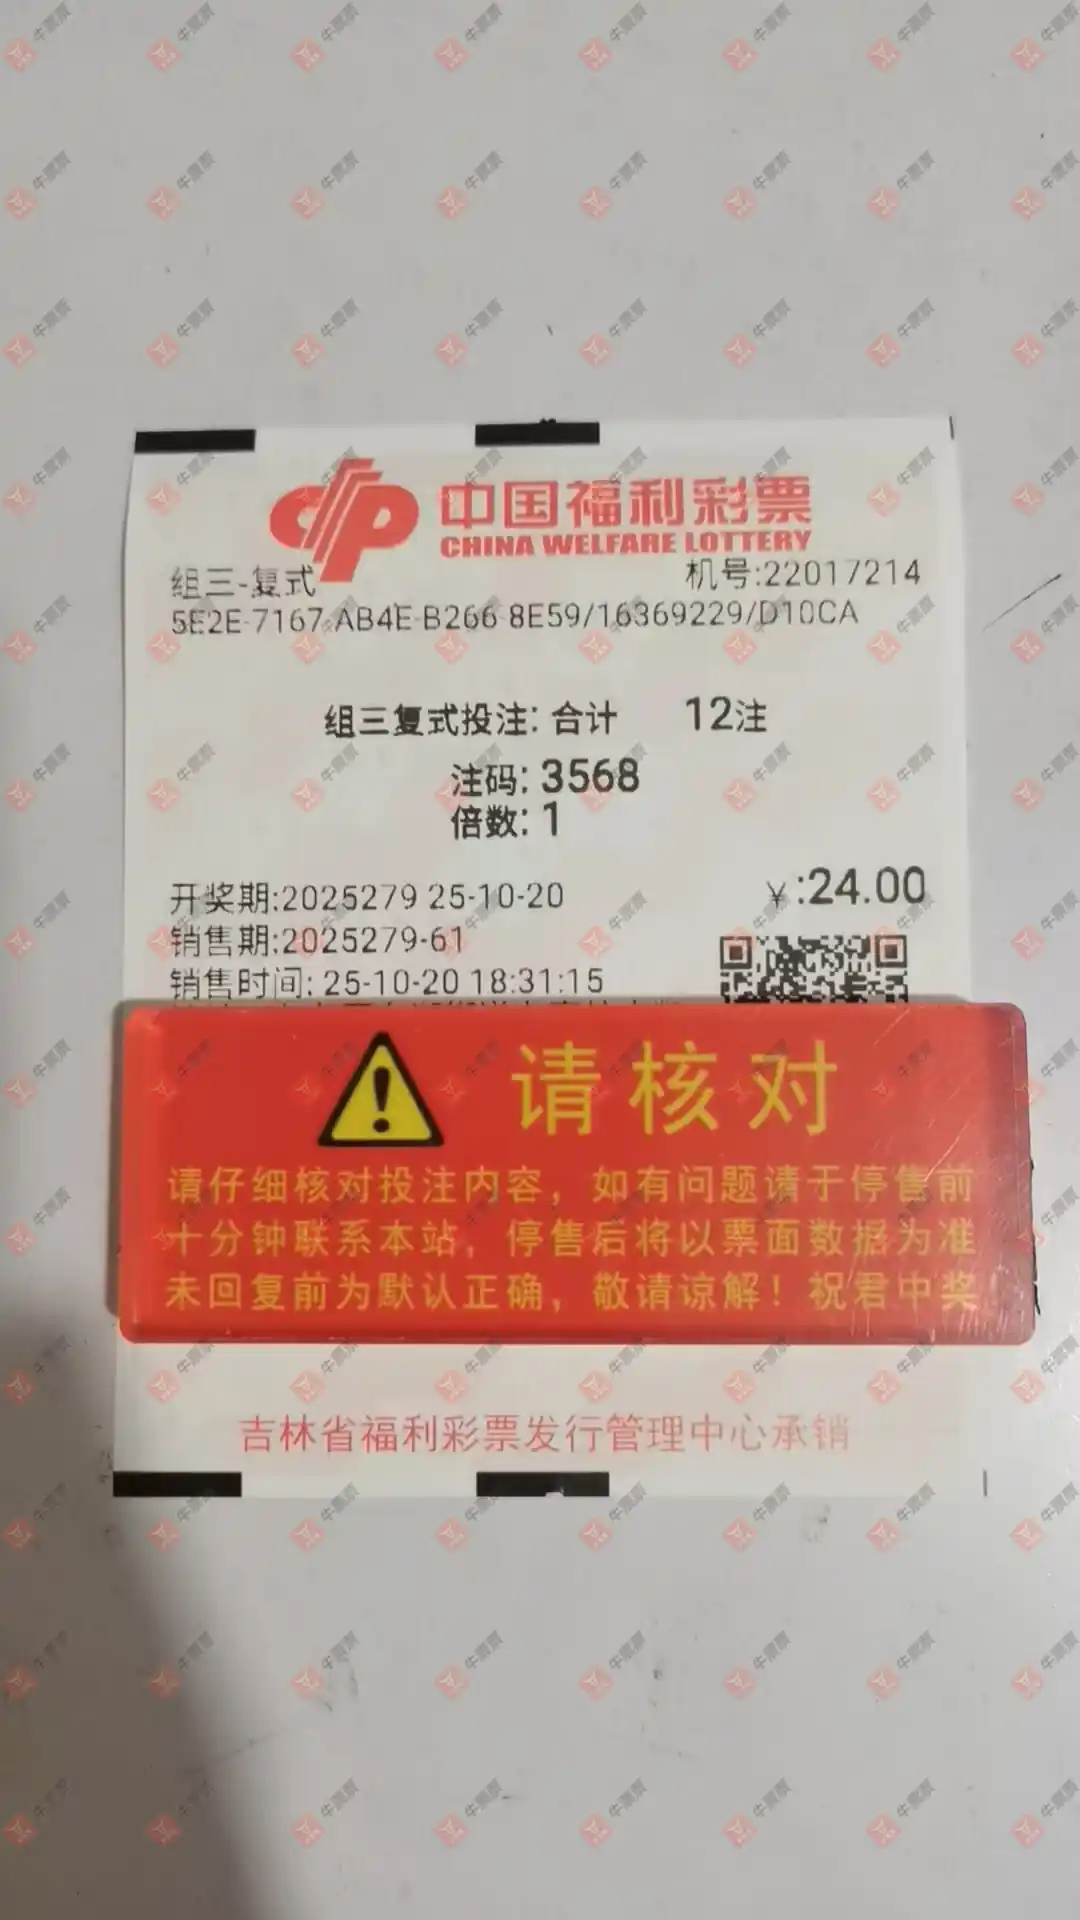 中国福利彩票
CHINA WELFARE LOTTERY
组三-复式 机号:22017214
5E2E-7167-AB4E-B266-8E59/16369229/D10CA
组三复式投注: 合计 12注
注码: 3568
倍数: 1
开奖期:2025279 25-10-20 ¥:24.00
销售期:2025279-61
销售时间: 25-10-20 18:31:15
请核对
请仔细核对投注内容，如有问题请于停售前
十分钟联系本站，停售后将以票面数据为准
未回复前为默认正确，敬请谅解！祝君中奖
吉林省福利彩票发行管理中心承销
牛票票